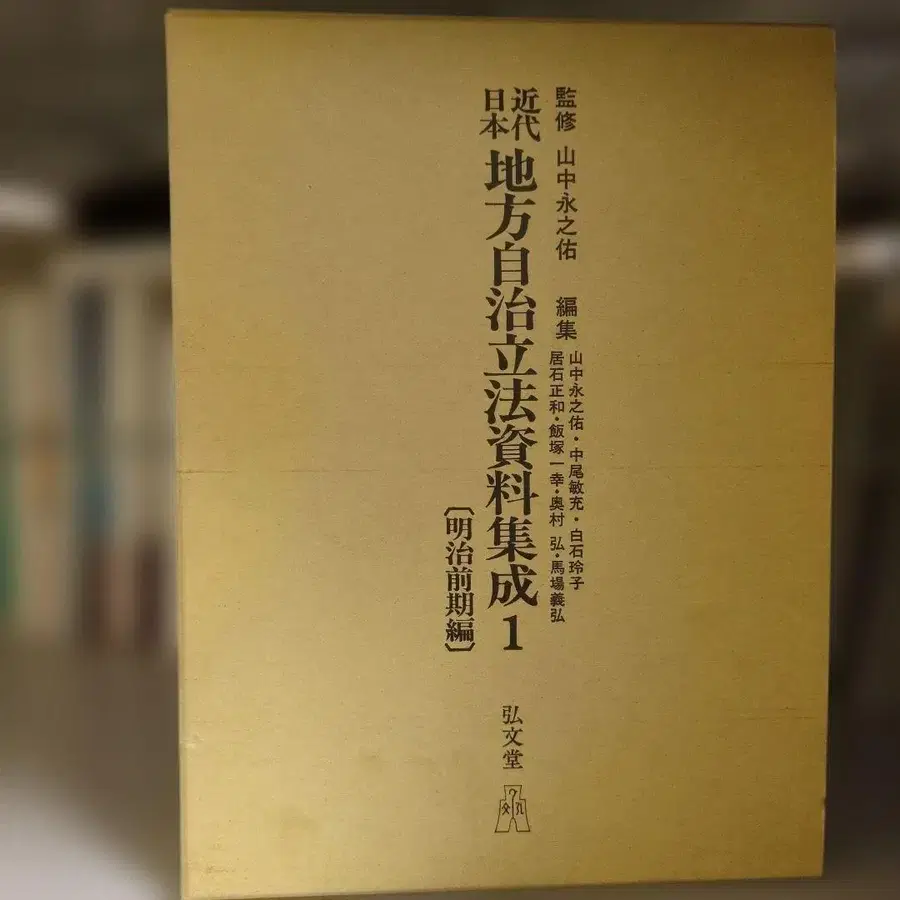 監修 山中永之佑 編集
山中永之佑・中尾敏充・白石玲子
居石正和・飯塚一幸・奥村 弘・馬場義弘
近代
日本
地方自治立法資料集成 1
〔明治前期編〕
弘文堂